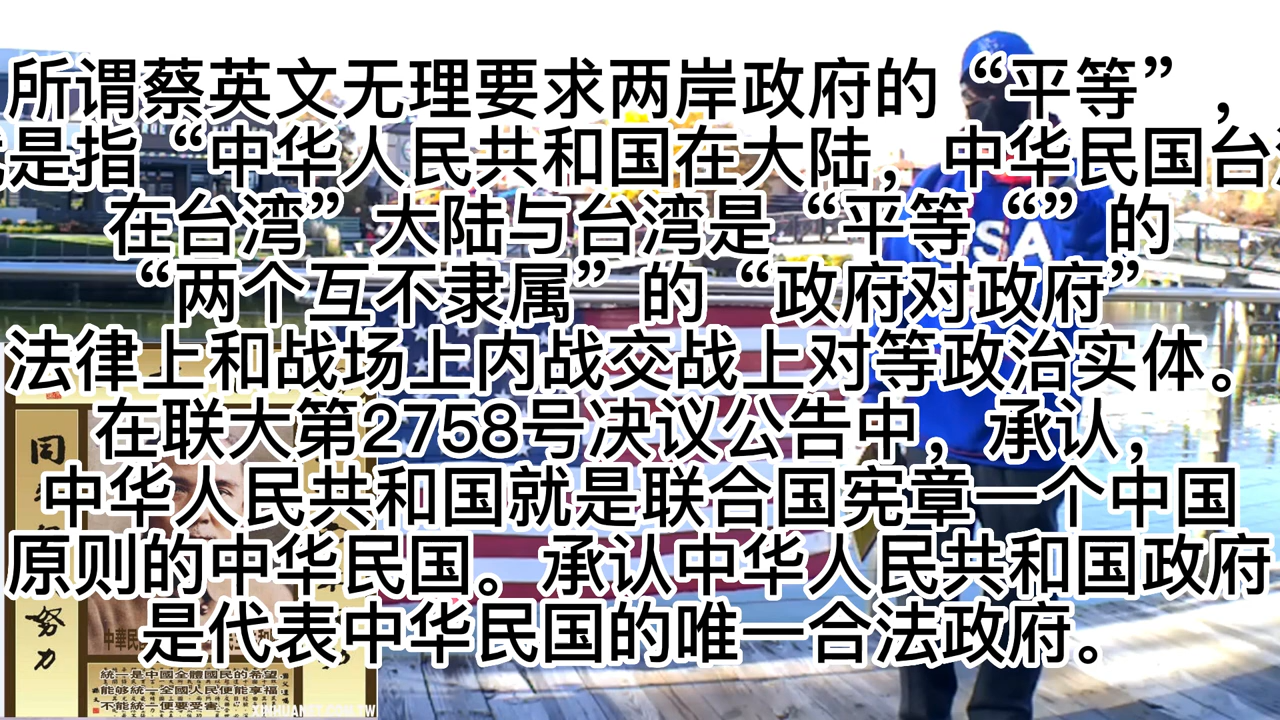 所谓蔡英文无理要求两岸政府的“平等”，
是指“中华人民共和国在大陆，中华民国台湾
在台湾”大陆与台湾是“平等“”的
“两个互不隶属”的“政府对政府”
法律上和战场上内战交战上对等政治实体。
在联大第2758号决议公告中，承认，
中华人民共和国就是联合国宪章一个中国
原则的中华民国。承认中华人民共和国政府
是代表中华民国的唯一合法政府。
SA
同
努力
中華民
統一是中國全體國民的希望
能够統一全國人民便能享福
不能統一便要受害